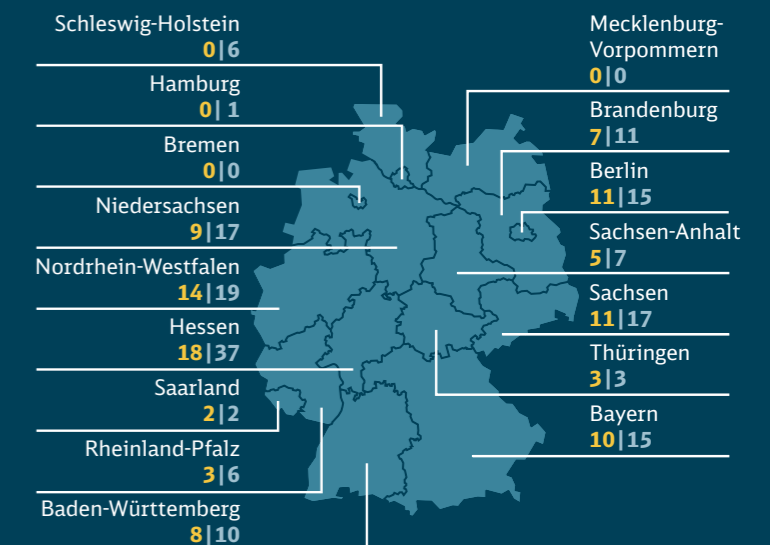 Schleswig-Holstein
0|6
Hamburg
0|1
Bremen
0|0
Niedersachsen
9|17
Nordrhein-Westfalen
14|19
Hessen
18|37
Saarland
2|2
Rheinland-Pfalz
3|6
Baden-Württemberg
8|10
Mecklenburg-
Vorpommern
0|0
Brandenburg
7|11
Berlin
11|15
Sachsen-Anhalt
5|7
Sachsen
11|17
Thüringen
3|3
Bayern
10|15